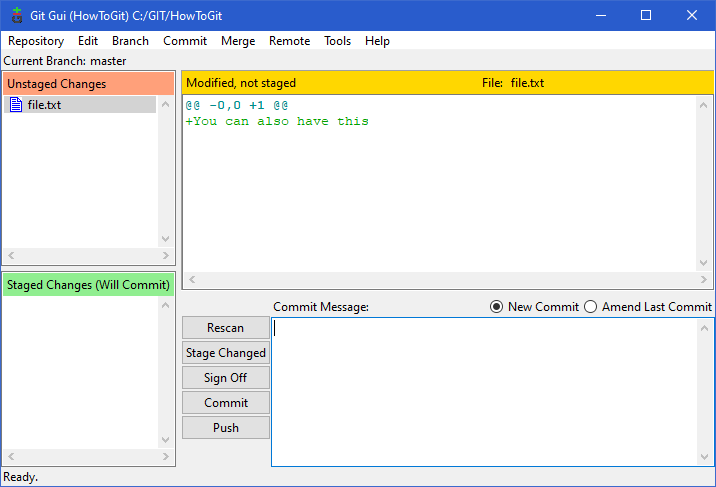 Git Gui (HowToGit) C:/GIT/HowToGit
Repository Edit Branch Commit Merge Remote Tools Help
Current Branch: master
Unstaged Changes
file.txt
Modified, not staged File: file.txt
@@ -0,0 +1 @@
+You can also have this
Staged Changes (Will Commit)
Commit Message: New Commit Amend Last Commit
Rescan
Stage Changed
Sign Off
Commit
Push
Ready.